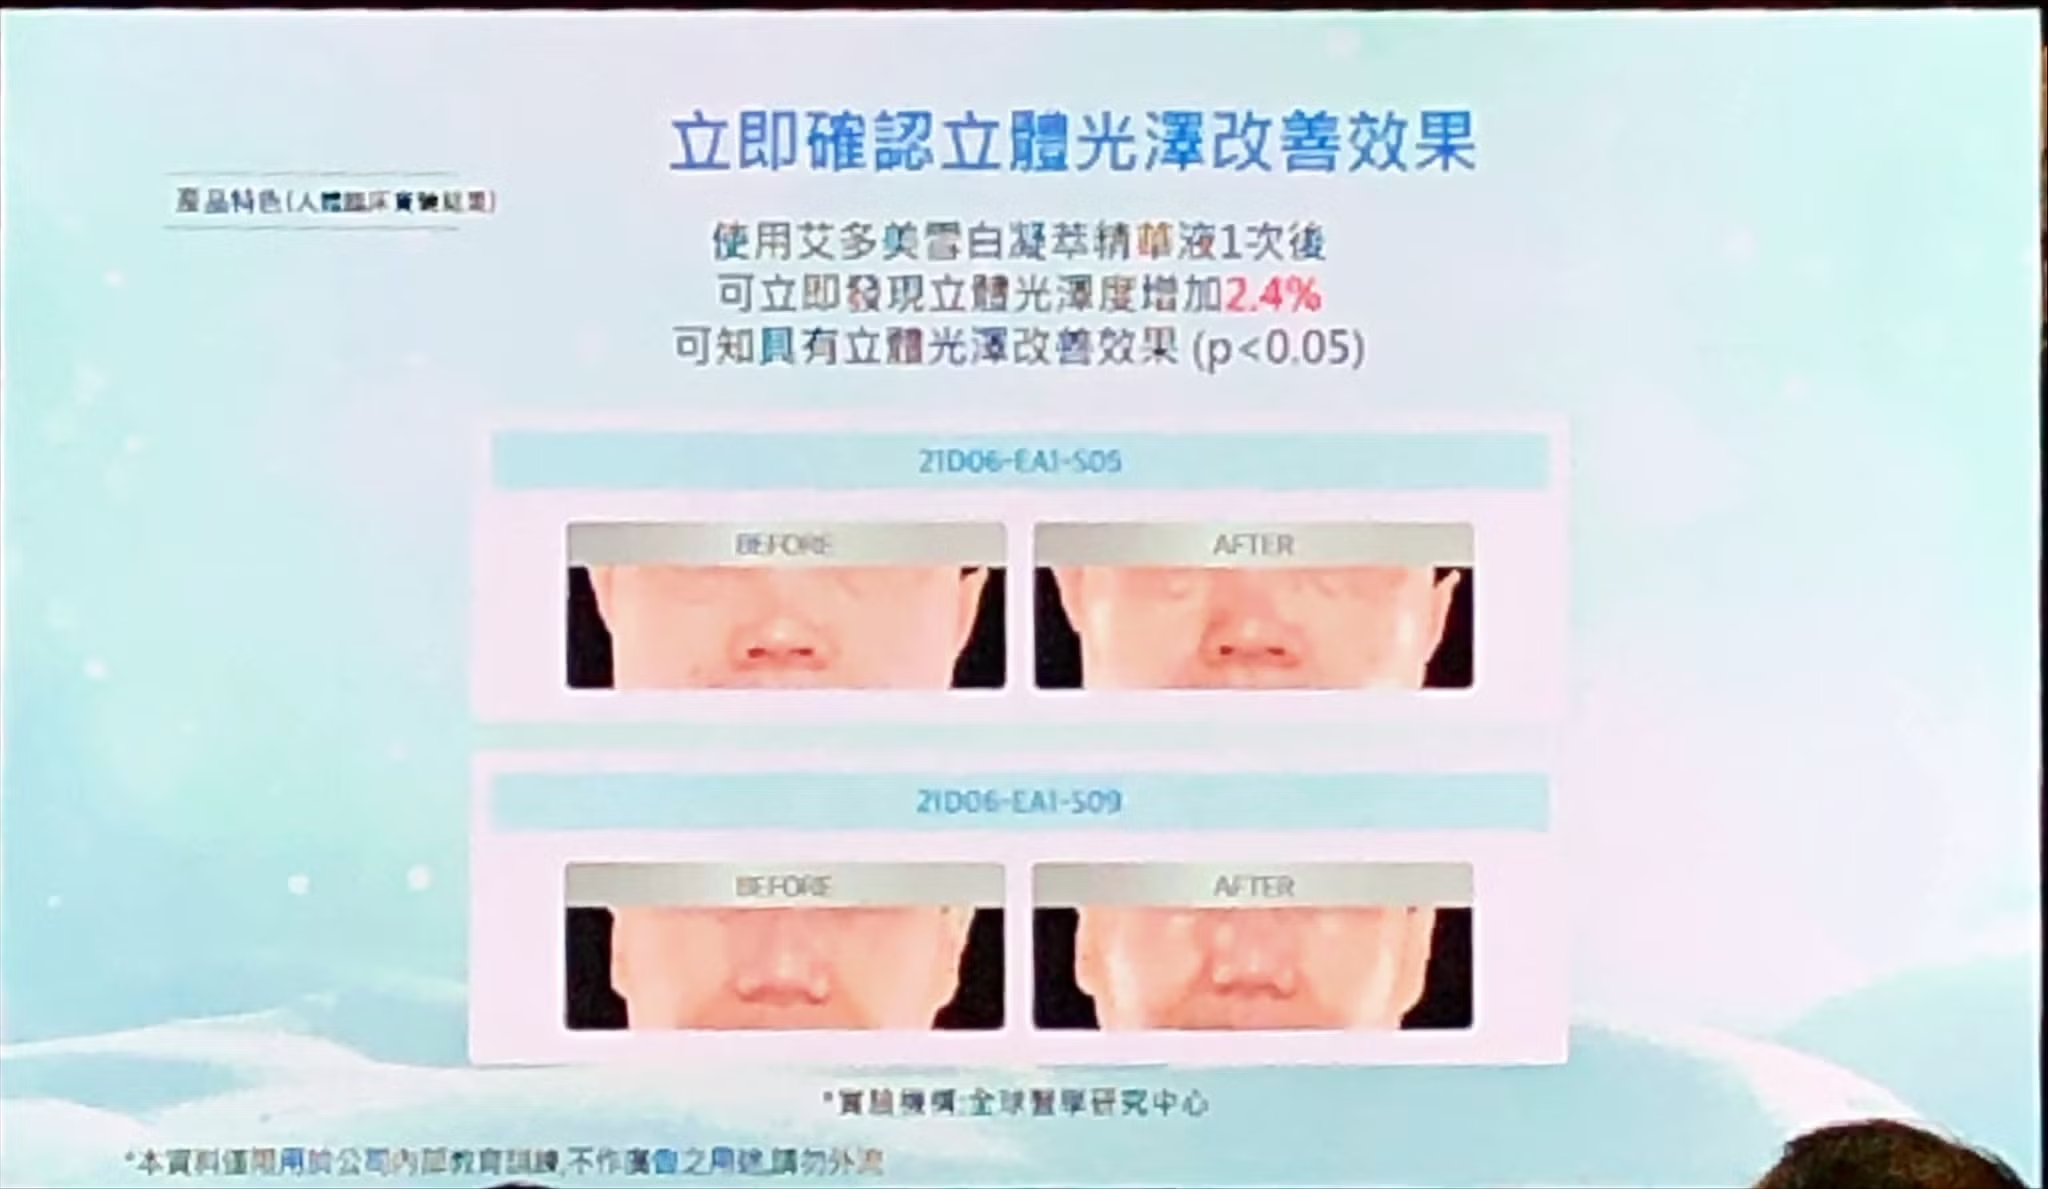 立即確認立體光澤改善效果
產品特色(人體臨床實驗結果)
使用艾多美雪白凝萃精華液1次後
可立即發現立體光澤度增加2.4%
可知具有立體光澤改善效果 (p<0.05)
21D06-EA1-S05
BEFORE
AFTER
21D06-EA1-S09
BEFORE
AFTER
*實驗機構:全球醫學研究中心
*本資料僅限用於公司內部教育訓練,不作廣告之用途,請勿外流